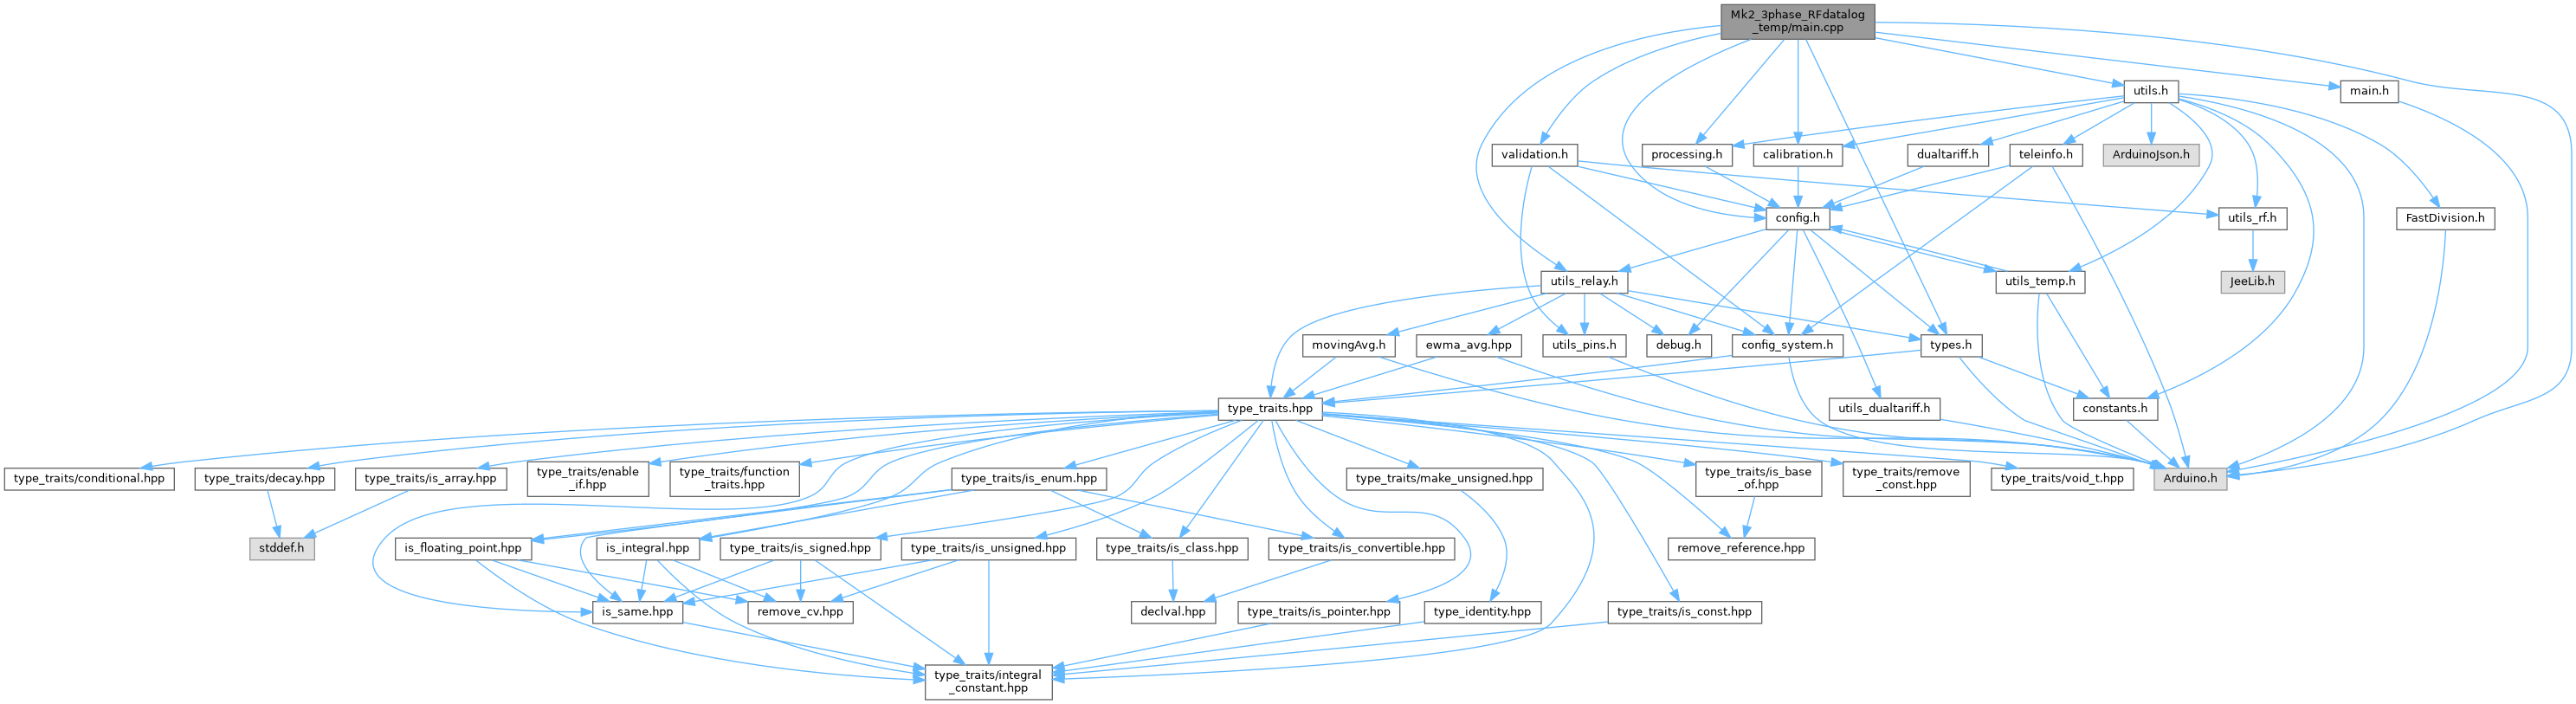 Mk2_3phase_RFdatalog
_temp/main.cpp
utils.h
main.h
validation.h
processing.h
calibration.h
dualtariff.h
teleinfo.h
ArduinoJson.h
config.h
utils_rf.h
FastDivision.h
utils_relay.h
utils_temp.h
JeeLib.h
movingAvg.h
ewma_avg.hpp
utils_pins.h
debug.h
config_system.h
types.h
type_traits.hpp
utils_dualtariff.h
constants.h
type_traits/conditional.hpp
type_traits/decay.hpp
type_traits/is_array.hpp
type_traits/enable
_if.hpp
type_traits/function
_traits.hpp
type_traits/is_enum.hpp
type_traits/make_unsigned.hpp
type_traits/is_base
_of.hpp
type_traits/remove
_const.hpp
type_traits/void_t.hpp
Arduino.h
stddef.h
is_floating_point.hpp
is_integral.hpp
type_traits/is_signed.hpp
type_traits/is_unsigned.hpp
type_traits/is_class.hpp
type_traits/is_convertible.hpp
remove_reference.hpp
is_same.hpp
remove_cv.hpp
declval.hpp
type_traits/is_pointer.hpp
type_identity.hpp
type_traits/is_const.hpp
type_traits/integral
_constant.hpp